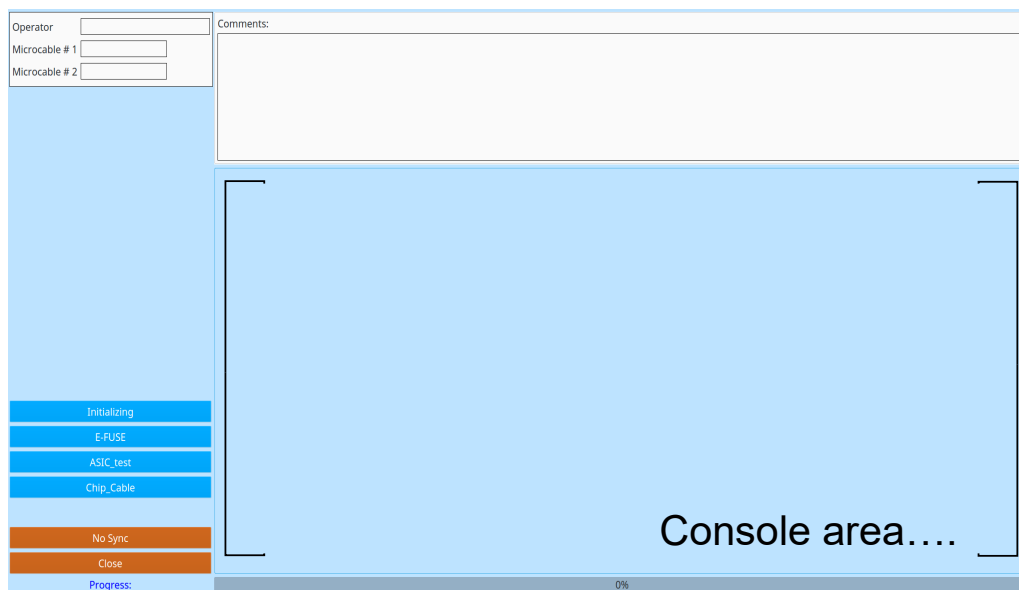 Operator
Microcable # 1
Microcable # 2
Comments:
Initializing
E-FUSE
ASIC_test
Chip_Cable
No Sync
Close
Progress:
Console area....
0%